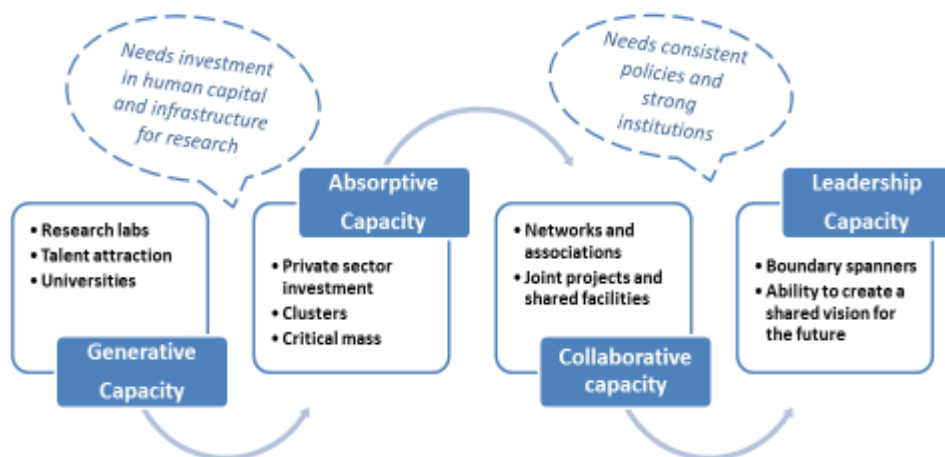 Needs investment
in human capital
and infrastructure
for research
Needs consistent
policies and
strong
institutions
• Research labs
• Talent attraction
• Universities
Generative
Capacity
Absorptive
Capacity
• Private sector
investment
• Clusters
• Critical mass
• Networks and
associations
• Joint projects and
shared facilities
Collaborative
capacity
Leadership
Capacity
• Boundary spanners
• Ability to create a
shared vision for
the future